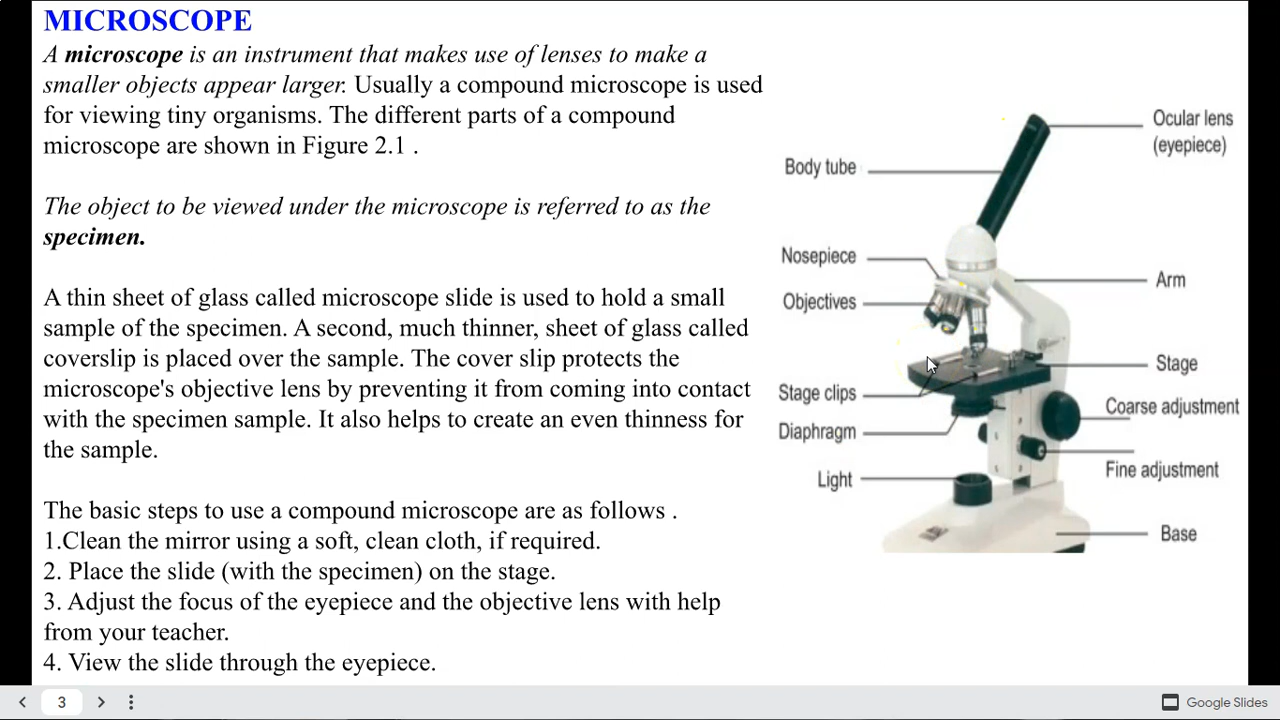 MICROSCOPE
A microscope is an instrument that makes use of lenses to make a
smaller objects appear larger. Usually a compound microscope is used
for viewing tiny organisms. The different parts of a compound
microscope are shown in Figure 2.1 .
The object to be viewed under the microscope is referred to as the
specimen.
A thin sheet of glass called microscope slide is used to hold a small
sample of the specimen. A second, much thinner, sheet of glass called
coverslip is placed over the sample. The cover slip protects the
microscope's objective lens by preventing it from coming into contact
with the specimen sample. It also helps to create an even thinness for
the sample.
The basic steps to use a compound microscope are as follows .
1.Clean the mirror using a soft, clean cloth, if required.
2. Place the slide (with the specimen) on the stage.
3. Adjust the focus of the eyepiece and the objective lens with help
from your teacher.
4. View the slide through the eyepiece.
Ocular lens
(eyepiece)
Body tube
Nosepiece
Arm
Objectives
Stage
Stage clips
Coarse adjustment
Diaphragm
Fine adjustment
Light
Base
3
Google Slides